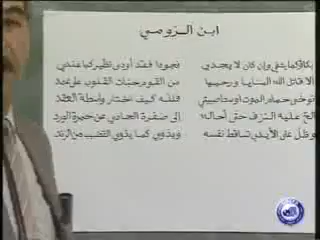 ابن الرومي
بكاؤكما يشفي وإن كان لا يجدي فجودا فقد أودى نظيركما عندي
ألا قاتل الله المنايا ورميها من القوم حبّات القلوب على عمد
توخى حمام الموت أوسط صبيتي فلله كيف اختار واسطة العقد
ألحّ عليه النزف حتى أحاله إلى صفرة الجادي عن حمرة الورد
وظل على الأيدي تساقط نفسه ويذوي كما يذوي القضيب من الرند